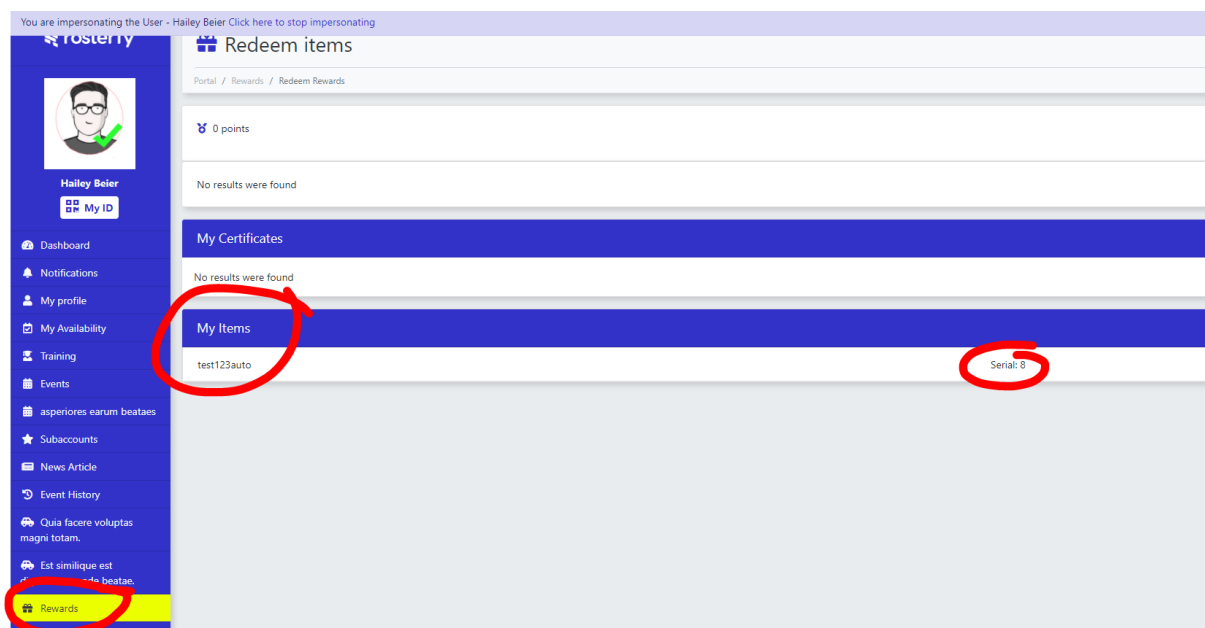 You are impersonating the User - Hailey Beier Click here to stop impersonating
rosterfy
Redeem items
Portal / Rewards / Redeem Rewards
0 points
No results were found
Hailey Beier
My ID
My Certificates
No results were found
My Items
test123auto Serial: 8
Dashboard
Notifications
My profile
My Availability
Training
Events
asperiores earum beataes
Subaccounts
News Article
Event History
Quia facere voluptas
magni totam.
Est similique est
beatae.
Rewards